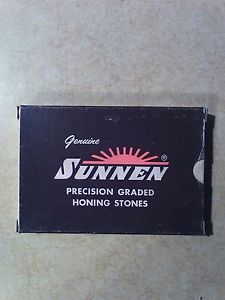 Genuine
SUNNEN®
PRECISION GRADED
HONING STONES